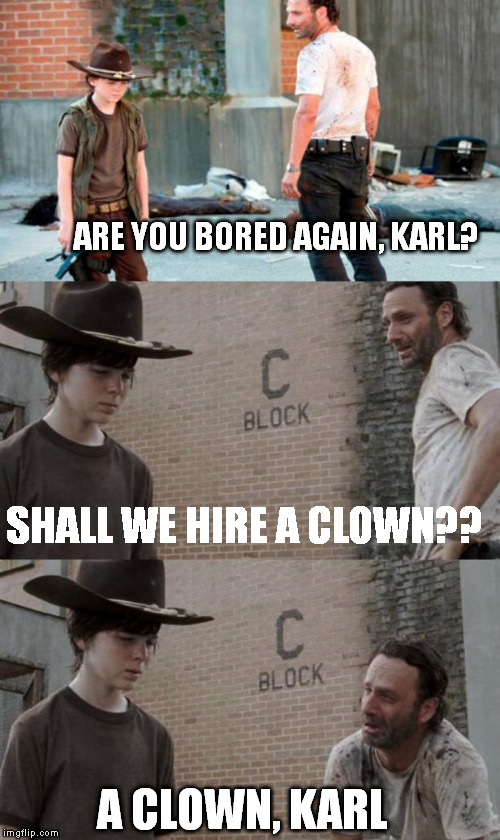 ARE YOU BORED AGAIN, KARL?
C
BLOCK
SHALL WE HIRE A CLOWN??
C
BLOCK
A CLOWN, KARL
imgflip.com